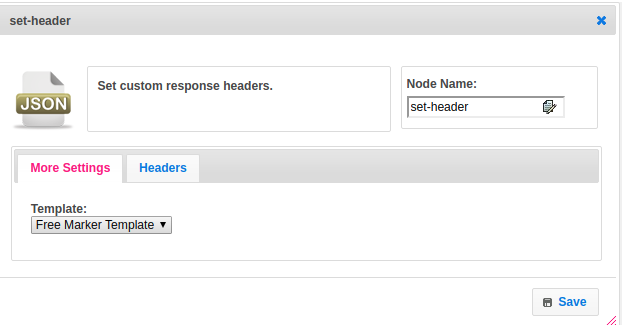 set-header
JSON
Set custom response headers.
Node Name:
set-header
More Settings
Headers
Template:
Free Marker Template
Save